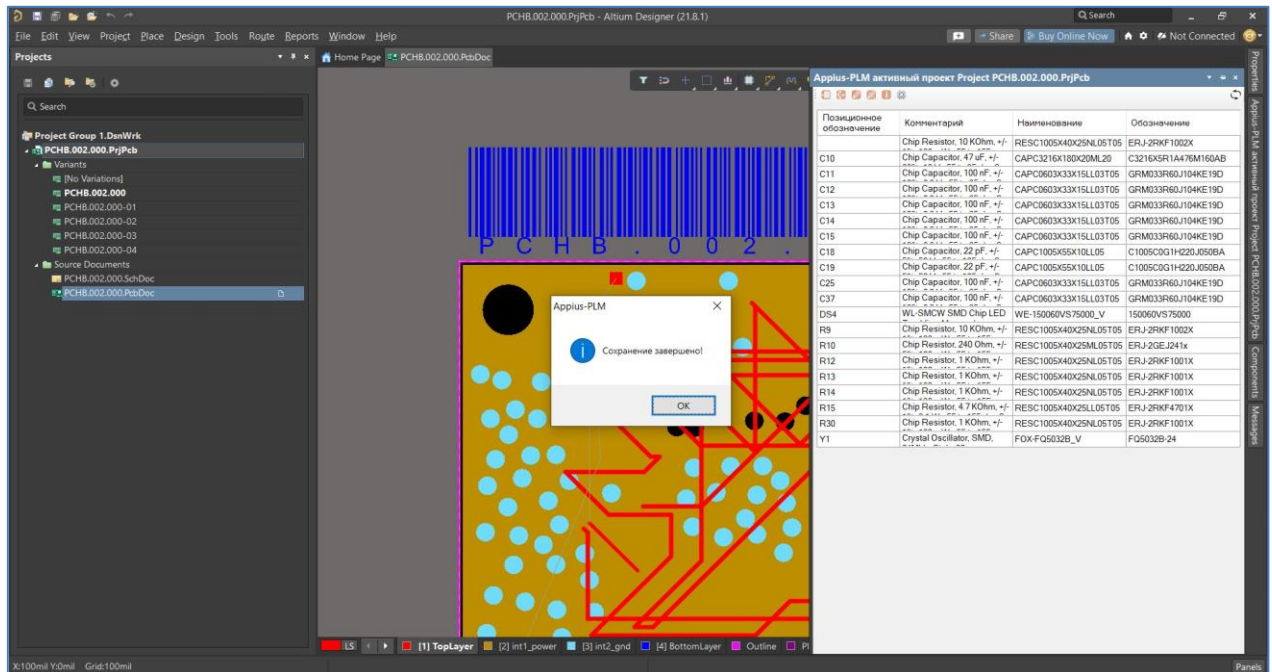 PCHB.002.000.PrjPcb - Altium Designer (21.8.1)
Search
File Edit View Project Place Design Tools Route Reports Window Help
Share
Buy Online Now
Not Connected
Projects
Home Page
PCHB.002.000.PcbDoc
Search
Project Group 1.DsnWrk
PCHB.002.000.PrjPcb
Variants
[No Variations]
PCHB.002.000
PCHB.002.000-01
PCHB.002.000-02
PCHB.002.000-03
PCHB.002.000-04
Source Documents
PCHB.002.000.SchDoc
PCHB.002.000.PcbDoc
PCHB.002.
Appius-PLM
Сохранение завершено!
OK
Appius-PLM активный проект Project PCHB.002.000.PrjPcb
Позиционное обозначение Комментарий Наименование Обозначение
Chip Resistor, 10 KOhm, +/- RESC1005X40X25NL05T05 ERJ-2RKF1002X
C10 Chip Capacitor, 47 uF, +/- CAPC3216X180X20ML20 C3216X5R1A476M160AB
C11 Chip Capacitor, 100 nF, +/- CAPC0603X33X15LL03T05 GRM033R60J104KE19D
C12 Chip Capacitor, 100 nF, +/- CAPC0603X33X15LL03T05 GRM033R60J104KE19D
C13 Chip Capacitor, 100 nF, +/- CAPC0603X33X15LL03T05 GRM033R60J104KE19D
C14 Chip Capacitor, 100 nF, +/- CAPC0603X33X15LL03T05 GRM033R60J104KE19D
C15 Chip Capacitor, 100 nF, +/- CAPC0603X33X15LL03T05 GRM033R60J104KE19D
C18 Chip Capacitor, 22 pF, +/- CAPC1005X55X10LL05 C1005C0G1H220J050BA
C19 Chip Capacitor, 22 pF, +/- CAPC1005X55X10LL05 C1005C0G1H220J050BA
C25 Chip Capacitor, 100 nF, +/- CAPC0603X33X15LL03T05 GRM033R60J104KE19D
C37 Chip Capacitor, 100 nF, +/- CAPC0603X33X15LL03T05 GRM033R60J104KE19D
DS4 WL-SMCW SMD Chip LED WE-150060VS75000_V 150060VS75000
R9 Chip Resistor, 10 KOhm, +/- RESC1005X40X25NL05T05 ERJ-2RKF1002X
R10 Chip Resistor, 240 Ohm, +/- RESC1005X40X25ML05T05 ERJ-2GEJ241x
R12 Chip Resistor, 1 KOhm, +/- RESC1005X40X25NL05T05 ERJ-2RKF1001X
R13 Chip Resistor, 1 KOhm, +/- RESC1005X40X25NL05T05 ERJ-2RKF1001X
R14 Chip Resistor, 1 KOhm, +/- RESC1005X40X25NL05T05 ERJ-2RKF1001X
R15 Chip Resistor, 4.7 KOhm, +/- RESC1005X40X25LL05T05 ERJ-2RKF4701X
R30 Chip Resistor, 1 KOhm, +/- RESC1005X40X25NL05T05 ERJ-2RKF1001X
Y1 Crystal Oscillator, SMD, FOX-FQ5032B_V FQ5032B-24
Properties
Appius-PLM активный проект Project PCHB.002.000.PrjPcb
Components
Messages
LS [1] TopLayer [2] int1_power [3] int2_gnd [4] BottomLayer Outline
X:100mil Y:0mil Grid:100mil
Panels